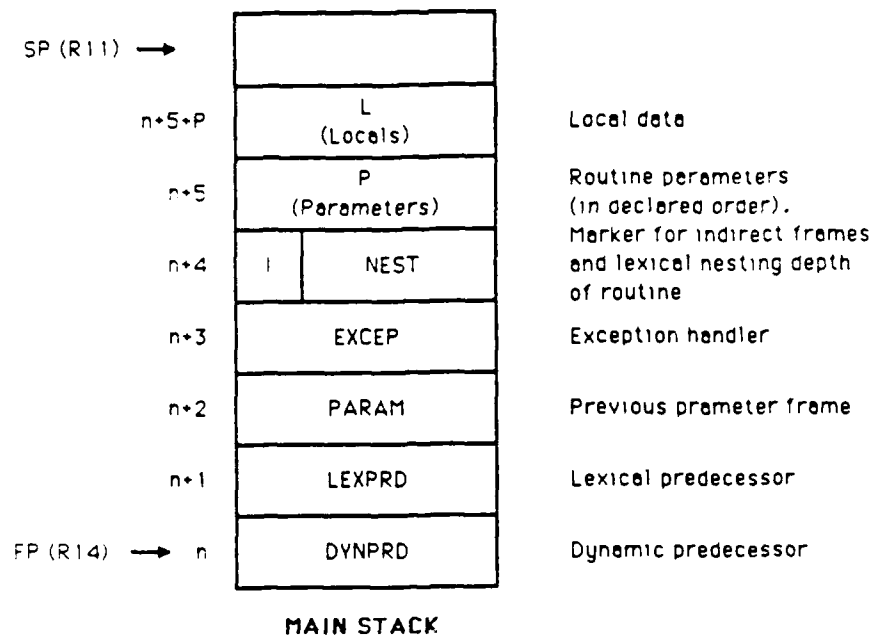 SP (R11)
n+5+P L (Locals) Local data
n+5 P (Parameters) Routine parameters
(in declared order).
n+4 I NEST Marker for indirect frames
and lexical nesting depth
of routine
n+3 EXCEP Exception handler
n+2 PARAM Previous prameter frame
n+1 LEXPRD Lexical predecessor
FP (R14) n DYNPRD Dynamic predecessor
MAIN STACK